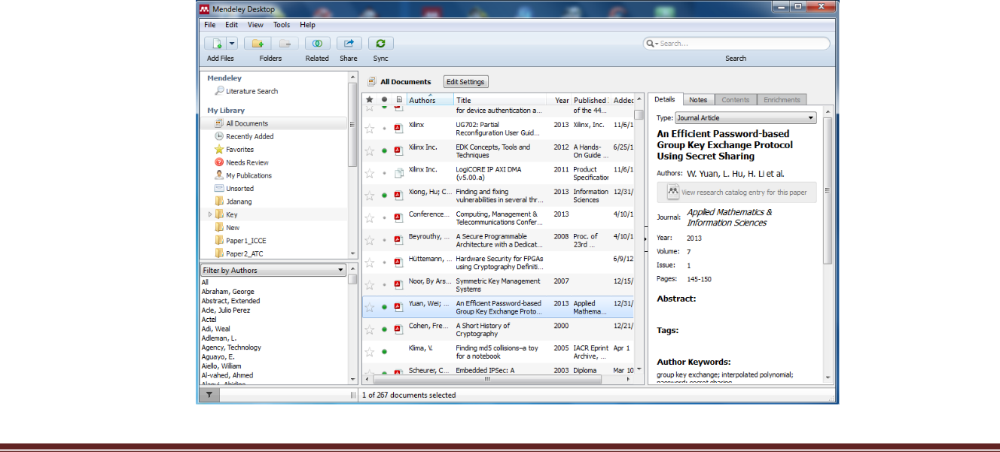 Mendeley Desktop
File Edit View Tools Help
Add Files Folders Related Share Sync
Search...
Search
Mendeley
Literature Search
My Library
All Documents
Recently Added
Favorites
Needs Review
My Publications
Unsorted
Jdanang
Key
New
Paper1_ICCE
Paper2_ATC
Filter by Authors
All
Abraham, George
Abstract, Extended
Acle, Julio Perez
Actel
Adi, Weal
Adleman, L.
Agency, Technology
Aguayo, E.
Aiello, William
Al-vahed, Ahmed
All Documents Edit Settings
Authors Title Year Published Added
for device authentication a... of the 44...
Xilinx UG702: Partial 2013 Xilinx, Inc. 11/6/1
Reconfiguration User Guid...
Xilinx Inc. EDK Concepts, Tools and 2012 A Hands- 6/25/1
Techniques On Guide ...
Xilinx Inc. LogiCORE IP AXI DMA 2011 Product 11/6/1
(v5.00.a) Specification
Xiong, Hu; C... Finding and fixing 2013 Information 12/31/
vulnerabilities in several thr... Sciences
Conference... Computing, Management & 2013 4/10/1
Telecommunications Confer...
Beyrouthy, ... A Secure Programmable 2008 Proc. of 4/10/1
Architecture with a Dedicat... 23rd ...
Hüttemann, ... Hardware Security for FPGAs 6/9/12
using Cryptography Definiti...
Noor, By Ars... Symmetric Key Management 2007 12/15/
Systems
Yuan, Wei; ... An Efficient Password-based 2013 Applied 12/31/
Group Key Exchange Proto... Mathema...
Cohen, Fre... A Short History of 2000 12/21/
Cryptography
Klima, V. Finding md5 collisions–a toy 2005 IACR Eprint Apr 1
for a notebook Archive, ...
Scheurer, C... Embedded IPSec: A 2003 Diploma Mar 10
Details Notes Contents Enrichments
Type: Journal Article
An Efficient Password-based
Group Key Exchange Protocol
Using Secret Sharing
Authors: W. Yuan, L. Hu, H. Li et al.
View research catalog entry for this paper
Journal: Applied Mathematics &
Information Sciences
Year: 2013
Volume: 7
Issue: 1
Pages: 145-150
Abstract:
Tags:
Author Keywords:
group key exchange; interpolated polynomial;
password; secret sharing
1 of 267 documents selected